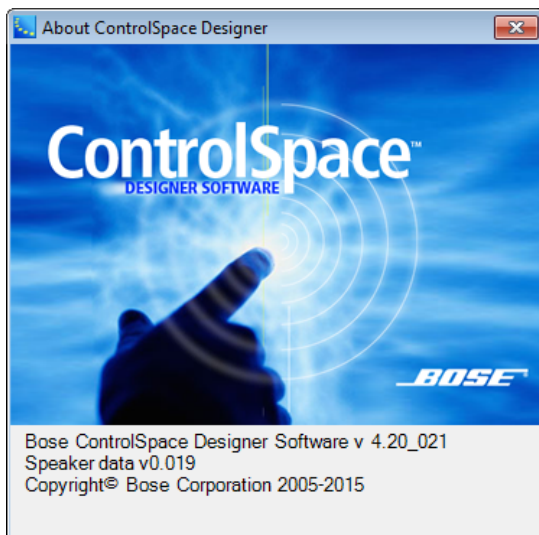 About ControlSpace Designer
ControlSpace™
DESIGNER SOFTWARE
BOSE
Bose ControlSpace Designer Software v 4.20_021
Speaker data v0.019
Copyright© Bose Corporation 2005-2015